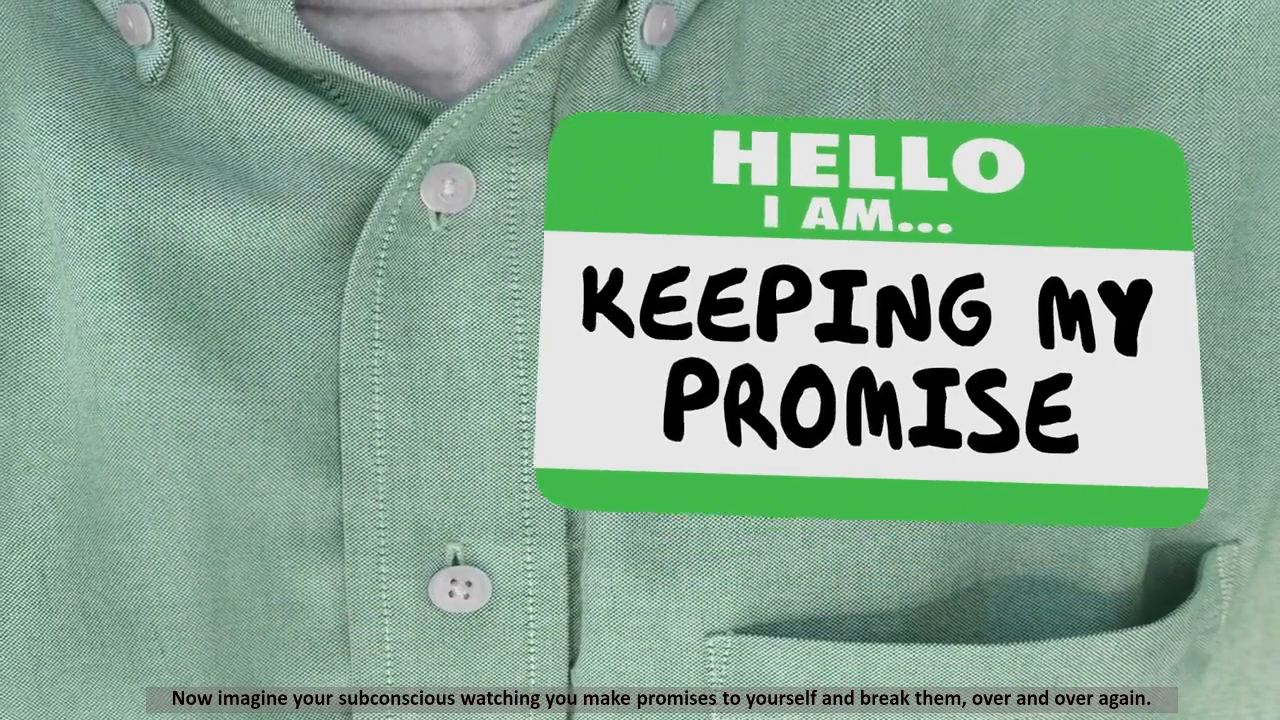 HELLO
I AM...
KEEPING MY
PROMISE
Now imagine your subconscious watching you make promises to yourself and break them, over and over again.